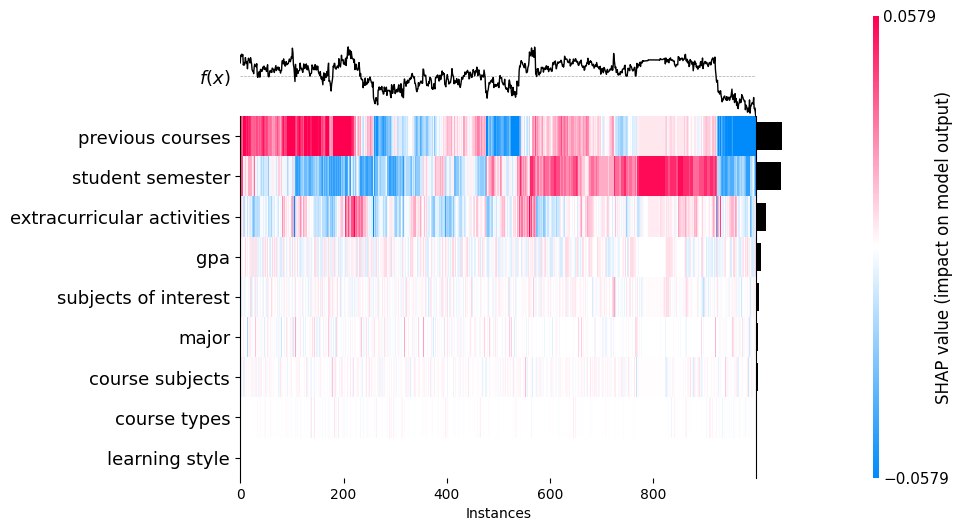 0.0579
f(x)
previous courses
student semester
extracurricular activities
gpa
subjects of interest
major
course subjects
course types
learning style
0 200 400 600 800
Instances
−0.0579
SHAP value (impact on model output)